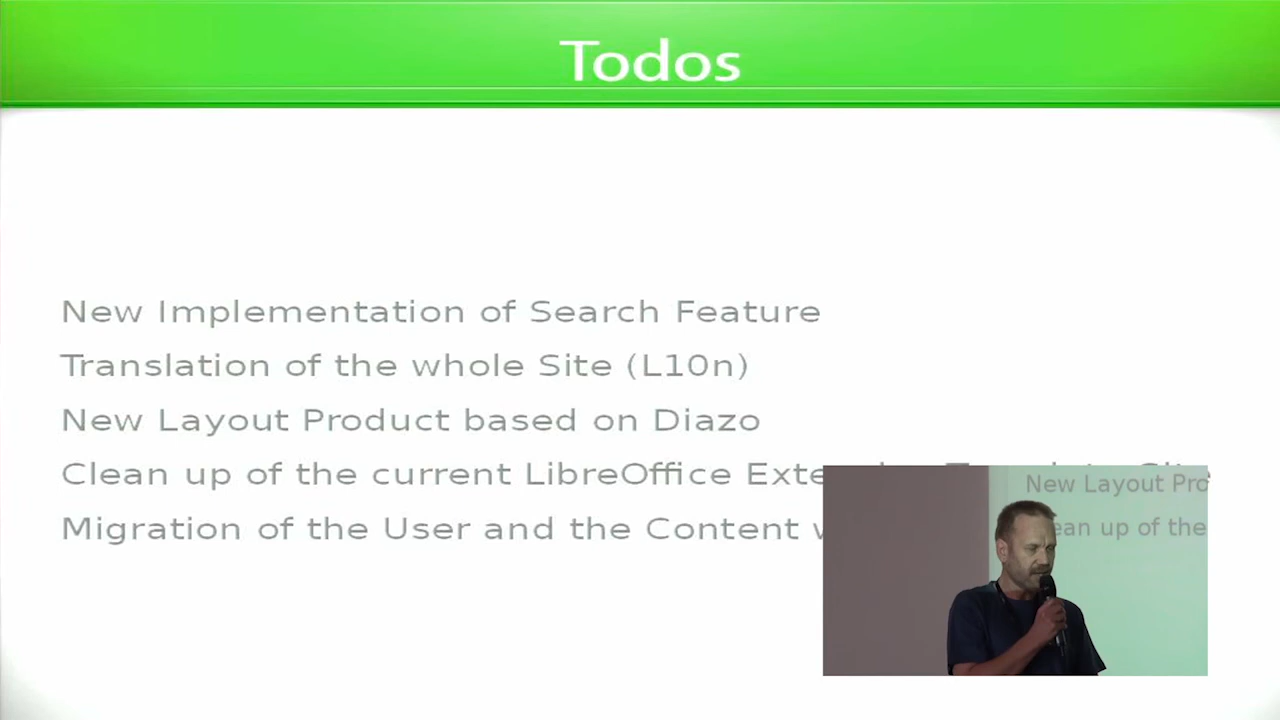 Todos
New Implementation of Search Feature
Translation of the whole Site (L10n)
New Layout Product based on Diazo
Clean up of the current LibreOffice Site
Migration of the User and the Content
New Layout Pro
ean up of the